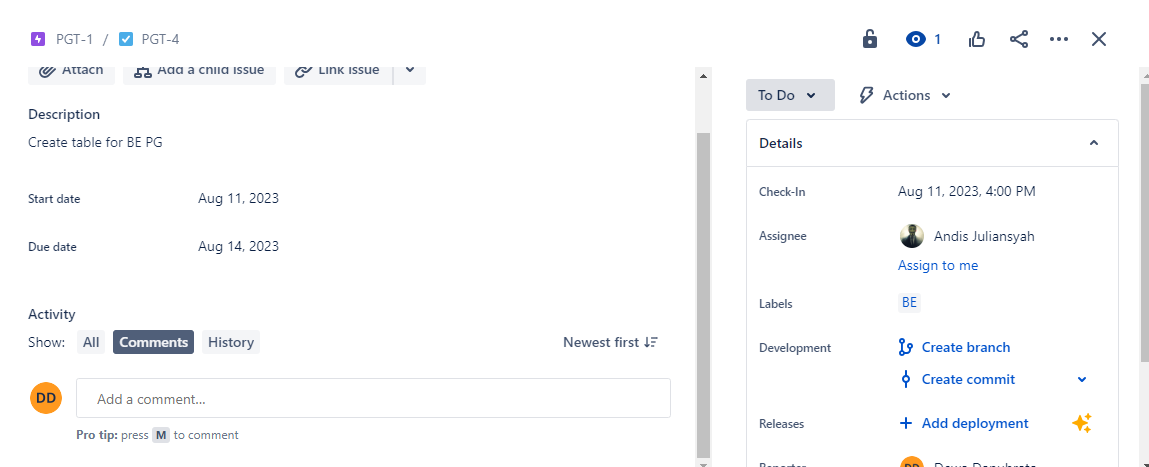 PGT-1 / PGT-4
1
Attach
Add a child issue
Link issue
Description
Create table for BE PG
Start date
Aug 11, 2023
Due date
Aug 14, 2023
Activity
Show:
All
Comments
History
Newest first
DD
Add a comment...
Pro tip: press M to comment
To Do
Actions
Details
Check-In
Aug 11, 2023, 4:00 PM
Assignee
Andis Juliansyah
Assign to me
Labels
BE
Development
Create branch
Create commit
Releases
Add deployment
Reporter
DD